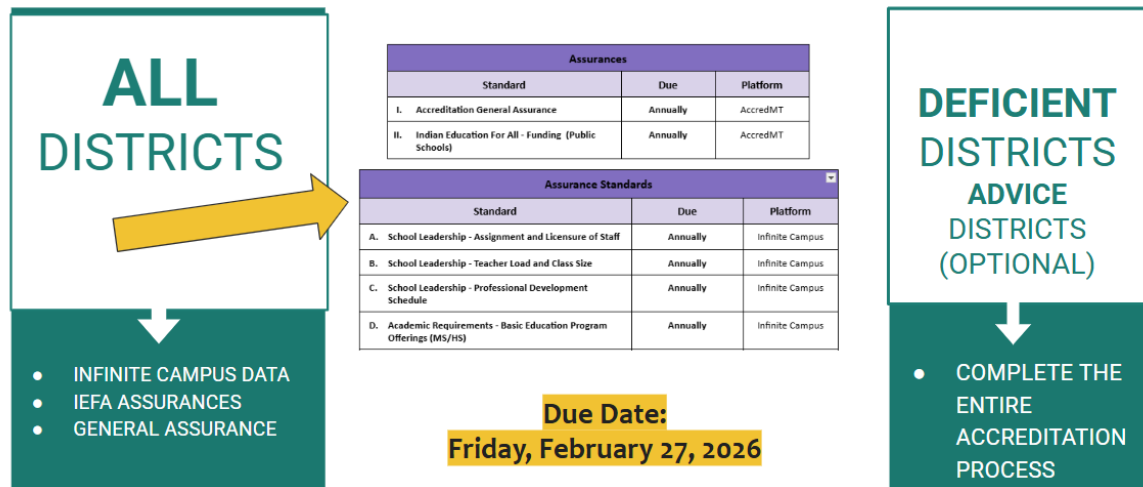 ALL
DISTRICTS
● INFINITE CAMPUS DATA
● IEFA ASSURANCES
● GENERAL ASSURANCE
Assurances
Standard Due Platform
I. Accreditation General Assurance Annually AccredMT
II. Indian Education For All - Funding (Public
Schools) Annually AccredMT
Assurance Standards
Standard Due Platform
A. School Leadership - Assignment and Licensure of Staff Annually Infinite Campus
B. School Leadership - Teacher Load and Class Size Annually Infinite Campus
C. School Leadership - Professional Development
Schedule Annually Infinite Campus
D. Academic Requirements - Basic Education Program
Offerings (MS/HS) Annually Infinite Campus
Due Date:
Friday, February 27, 2026
DEFICIENT
DISTRICTS
ADVICE
DISTRICTS
(OPTIONAL)
● COMPLETE THE
ENTIRE
ACCREDITATION
PROCESS